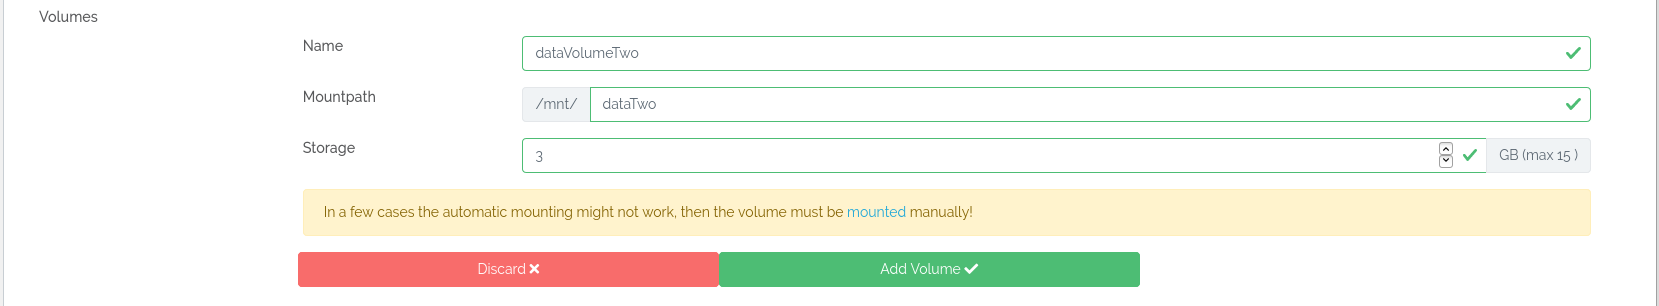 Volumes
Name
dataVolumeTwo
Mountpath
/mnt/ dataTwo
Storage
3 GB (max 15 )
In a few cases the automatic mounting might not work, then the volume must be mounted manually!
Discard
Add Volume